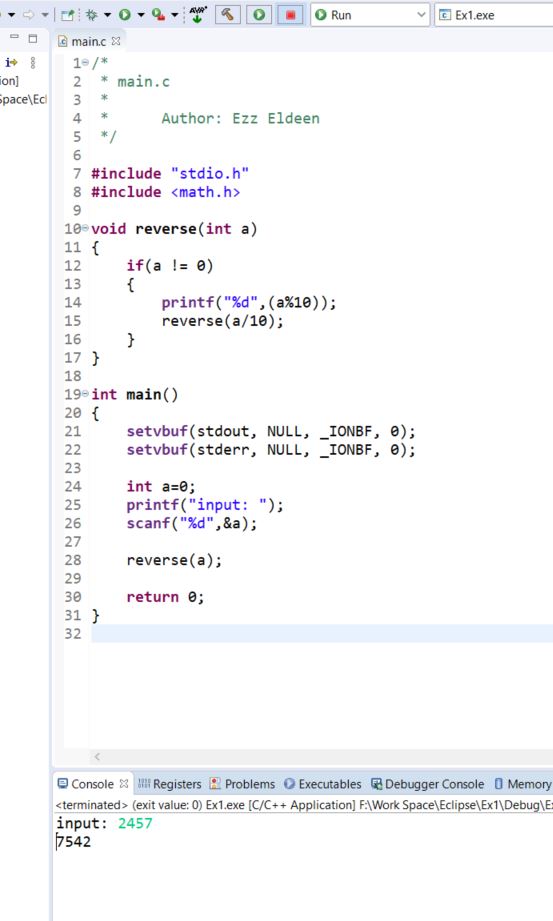 AVR
Run
Ex1.exe
main.c
ion]
Space\Ecl
1 /*
2  * main.c
3  *
4  *      Author: Ezz Eldeen
5  */
6
7 #include "stdio.h"
8 #include <math.h>
9
10 void reverse(int a)
11 {
12     if(a != 0)
13     {
14         printf("%d",(a%10));
15         reverse(a/10);
16     }
17 }
18
19 int main()
20 {
21     setvbuf(stdout, NULL, _IONBF, 0);
22     setvbuf(stderr, NULL, _IONBF, 0);
23
24     int a=0;
25     printf("input: ");
26     scanf("%d",&a);
27
28     reverse(a);
29
30     return 0;
31 }
32
Console Registers Problems Executables Debugger Console Memory
<terminated> (exit value: 0) Ex1.exe [C/C++ Application] F:\Work Space\Eclipse\Ex1\Debug\E
input: 2457
7542